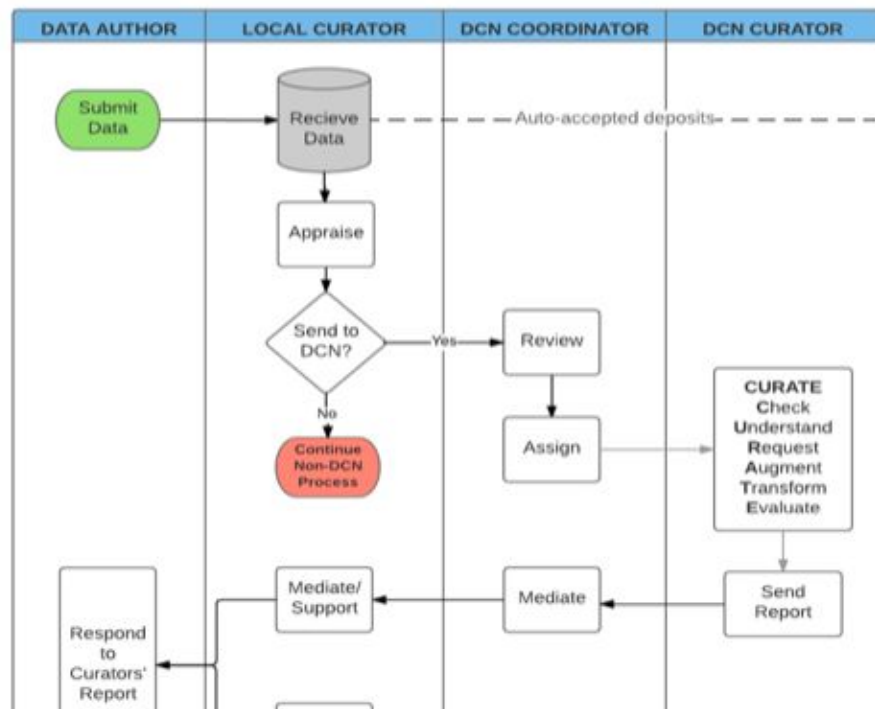 DATA AUTHOR
LOCAL CURATOR
DCN COORDINATOR
DCN CURATOR
Submit
Data
Recieve
Data
Auto-accepted deposits
Appraise
Send to
DCN?
Yes
Review
No
Continue
Non-DCN
Process
Assign
CURATE
Check
Understand
Request
Augment
Transform
Evaluate
Send
Report
Mediate
Mediate/
Support
Respond
to
Curators'
Report